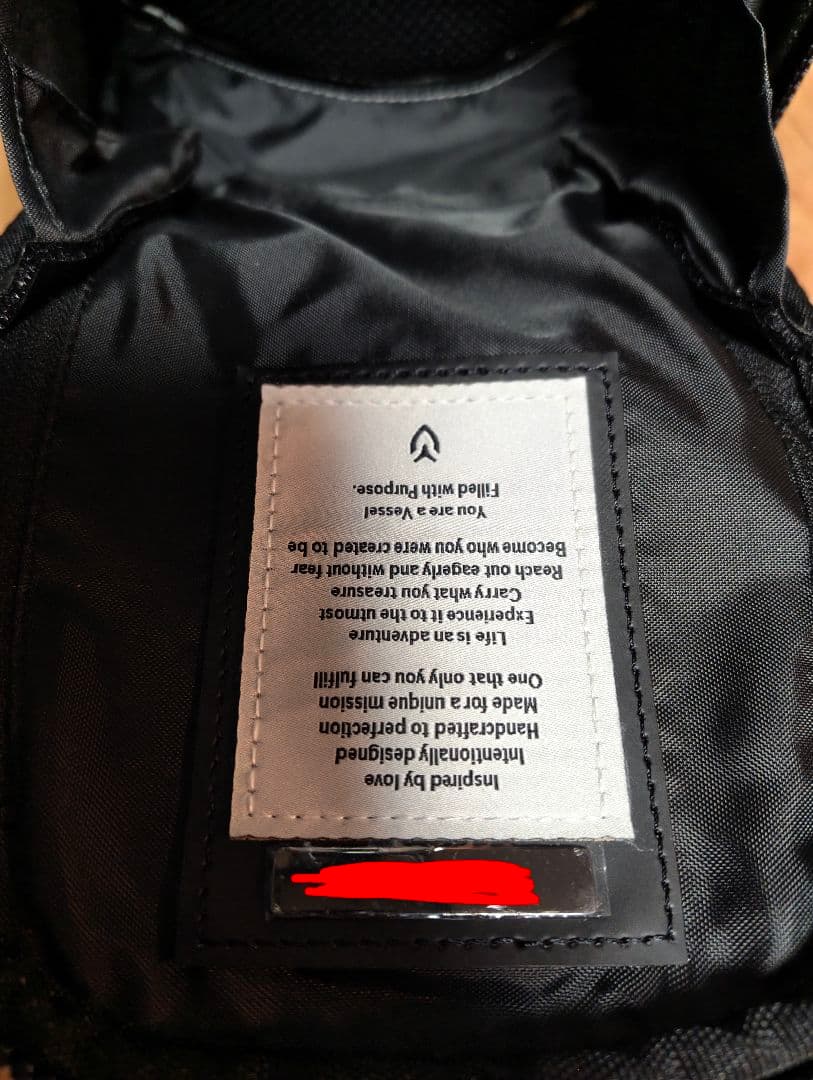 Inspired by love
Intentionally designed
Handcrafted to perfection
Made for a unique mission
One that only you can fulfill
Life is an adventure
Experience it to the utmost
Carry what you treasure
Reach out eagerly and without fear
Become who you were created to be
You are a Vessel
Filled with Purpose.